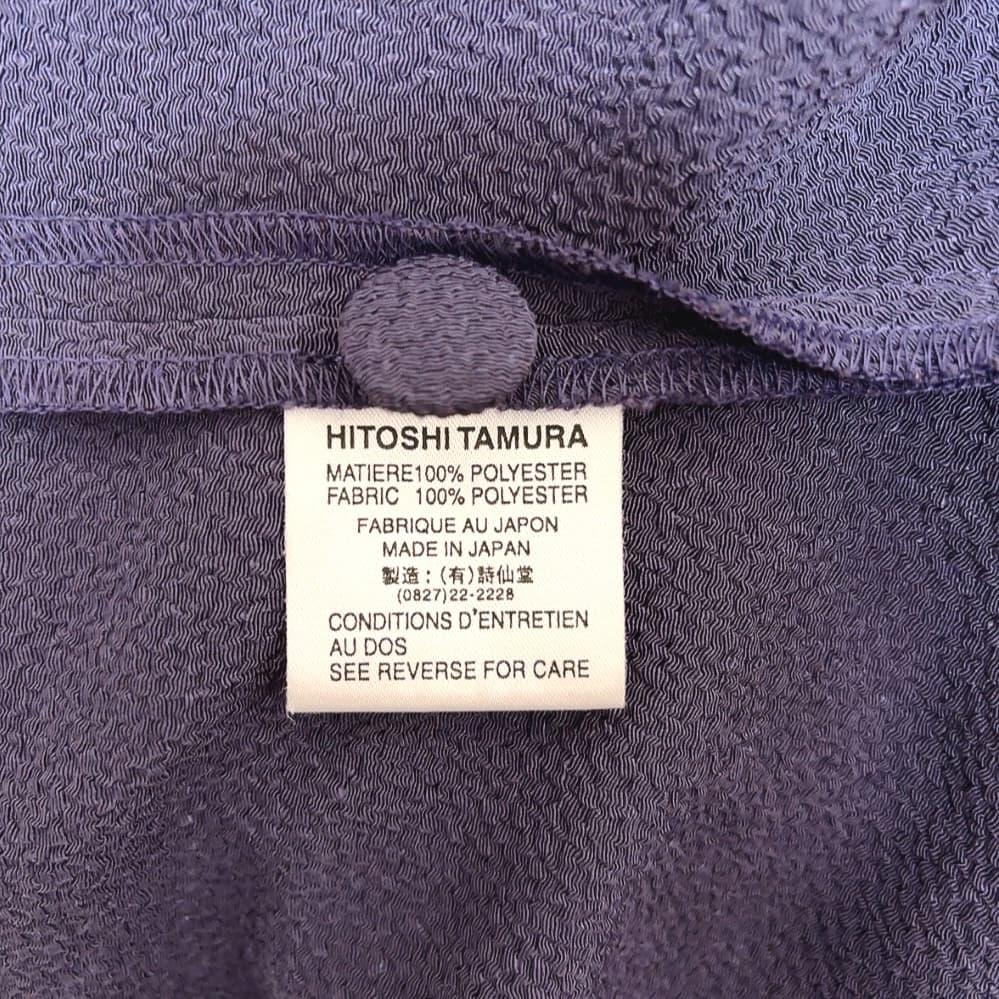 HITOSHI TAMURA
MATIERE100% POLYESTER
FABRIC 100% POLYESTER
FABRIQUE AU JAPON
MADE IN JAPAN
製造：(有)詩仙堂
(0827)22-2228
CONDITIONS D'ENTRETIEN
AU DOS
SEE REVERSE FOR CARE